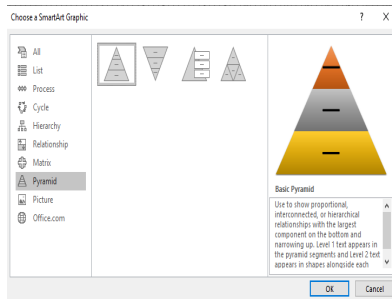 Choose a SmartArt Graphic
? X
All
List
Process
Cycle
Hierarchy
Relationship
Matrix
Pyramid
Picture
Office.com
Basic Pyramid
Use to show proportional,
interconnected, or hierarchical
relationships with the largest
component on the bottom and
narrowing up. Level 1 text appears in
the pyramid segments and Level 2 text
appears in shapes alongside each
OK Cancel